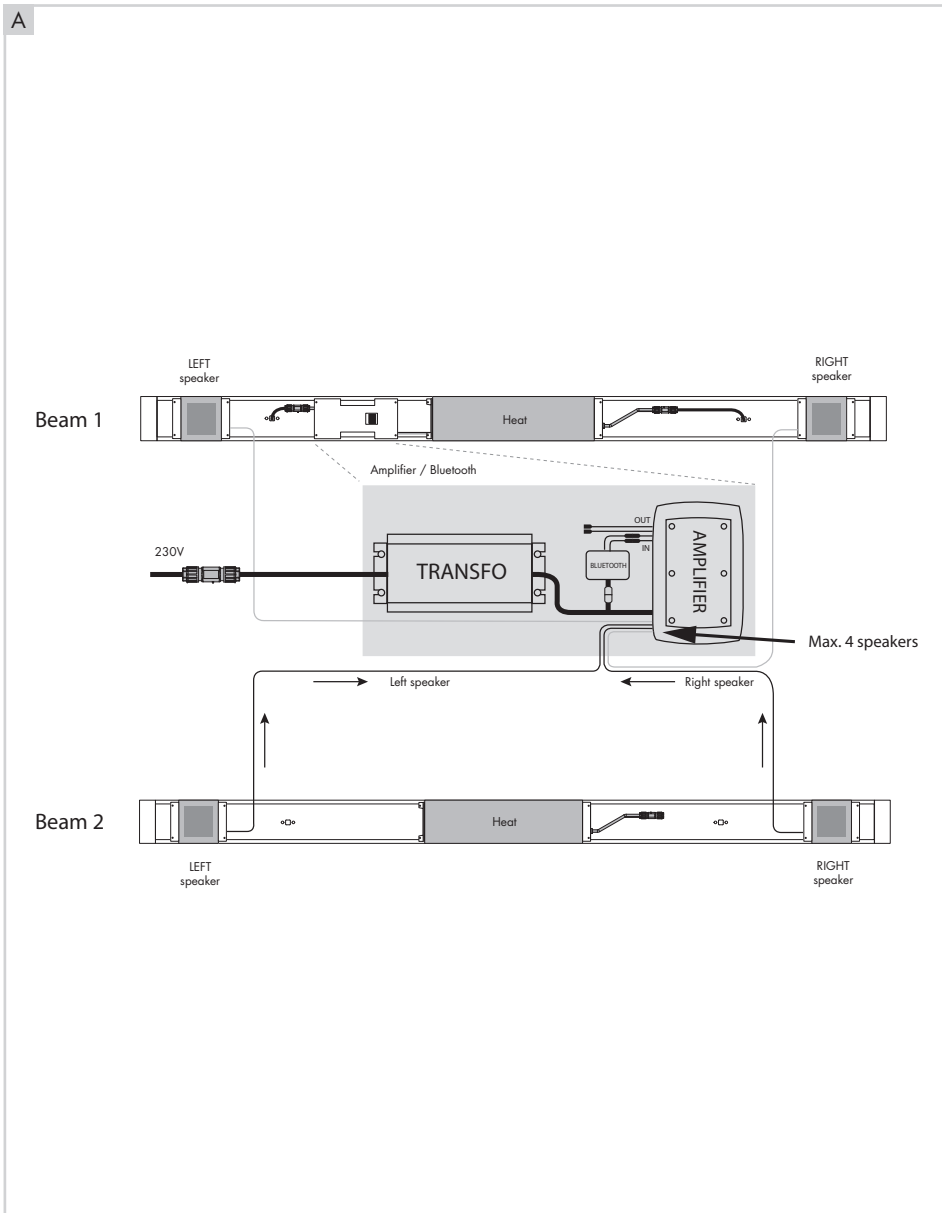 A
LEFT
speaker
RIGHT
speaker
Beam 1
Heat
Amplifier / Bluetooth
230V
TRANSFO
OUT
IN
BLUETOOTH
AMPLIFIER
Max. 4 speakers
Left speaker
Right speaker
Beam 2
Heat
LEFT
speaker
RIGHT
speaker